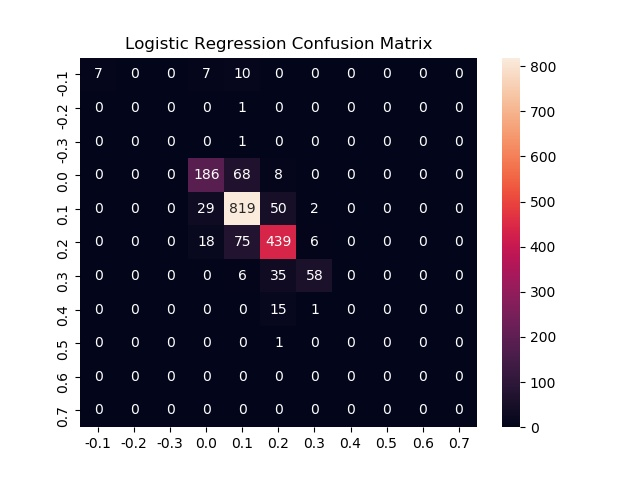 Logistic Regression Confusion Matrix
-0.1 7 0 0 7 10 0 0 0 0 0 0
-0.2 0 0 0 0 1 0 0 0 0 0 0
-0.3 0 0 0 0 1 0 0 0 0 0 0
0.0 0 0 0 186 68 8 0 0 0 0 0
0.1 0 0 0 29 819 50 2 0 0 0 0
0.2 0 0 0 18 75 439 6 0 0 0 0
0.3 0 0 0 0 6 35 58 0 0 0 0
0.4 0 0 0 0 0 15 1 0 0 0 0
0.5 0 0 0 0 0 1 0 0 0 0 0
0.6 0 0 0 0 0 0 0 0 0 0 0
0.7 0 0 0 0 0 0 0 0 0 0 0
-0.1 -0.2 -0.3 0.0 0.1 0.2 0.3 0.4 0.5 0.6 0.7
800
700
600
500
400
300
200
100
0